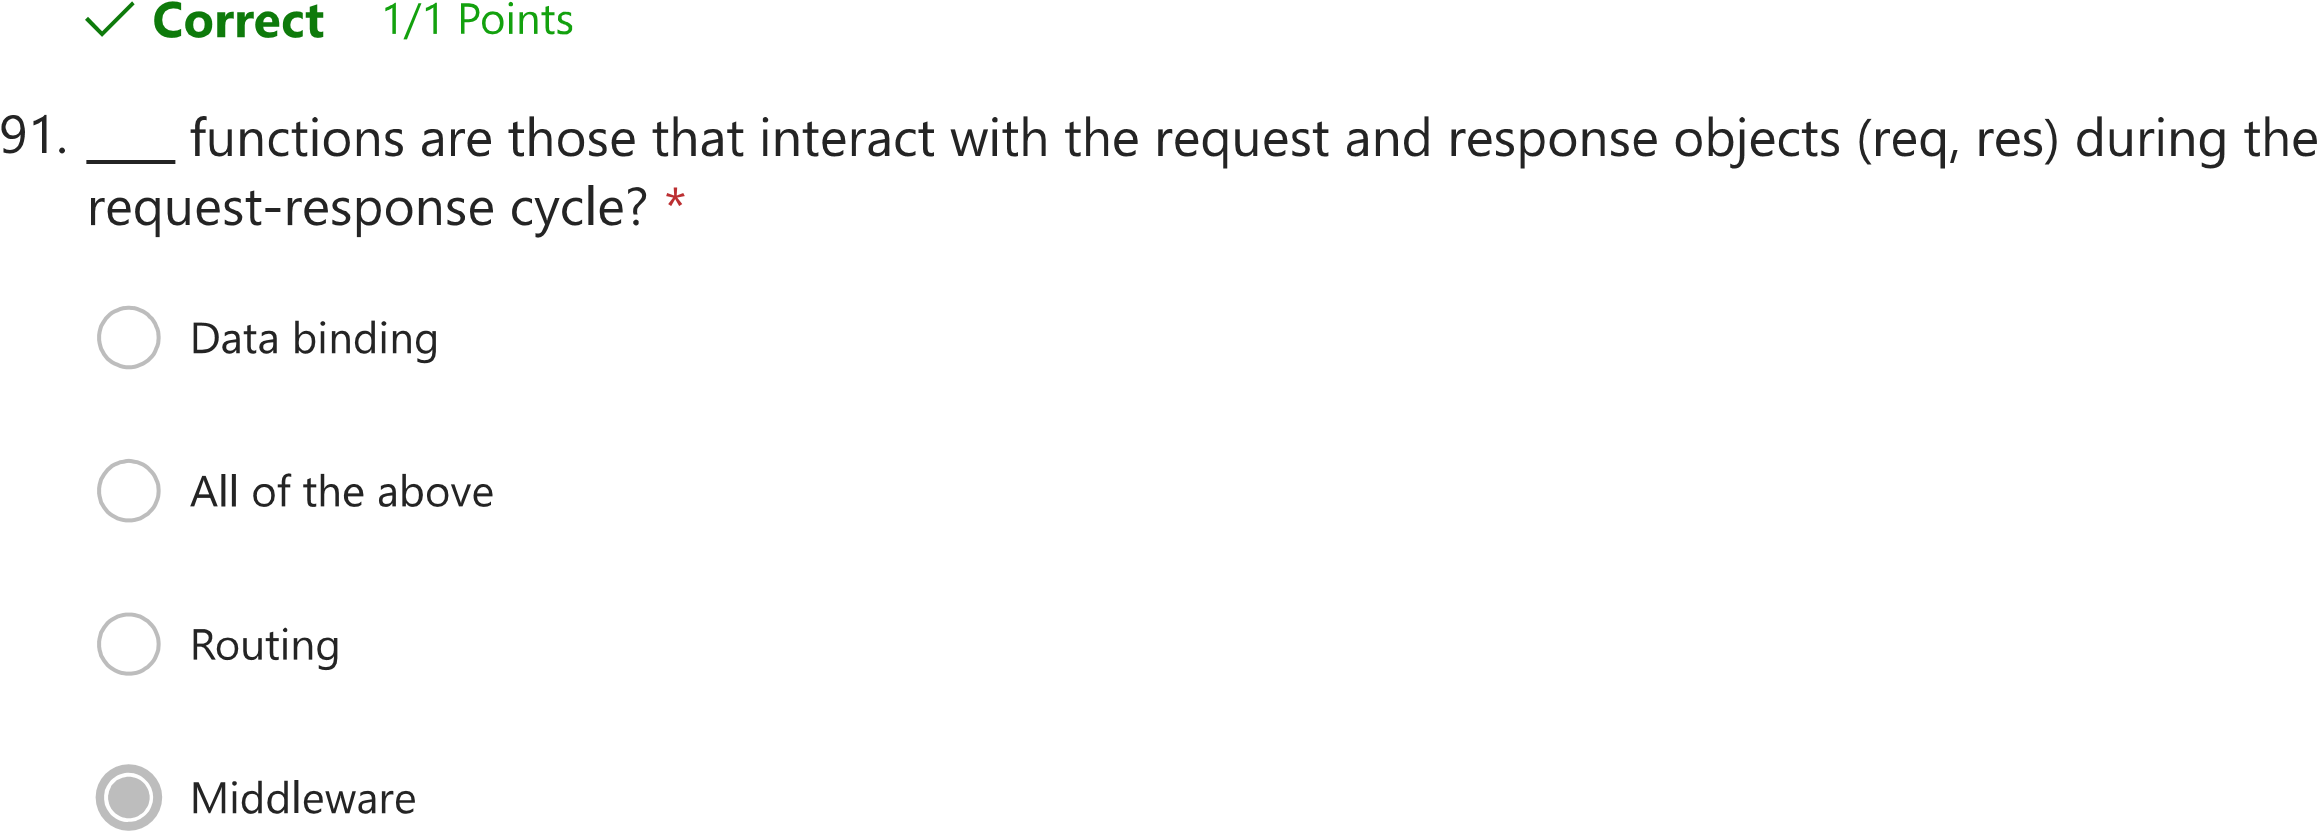 Correct 1/1 Points
91. ____ functions are those that interact with the request and response objects (req, res) during the
request-response cycle? *
Data binding
All of the above
Routing
Middleware